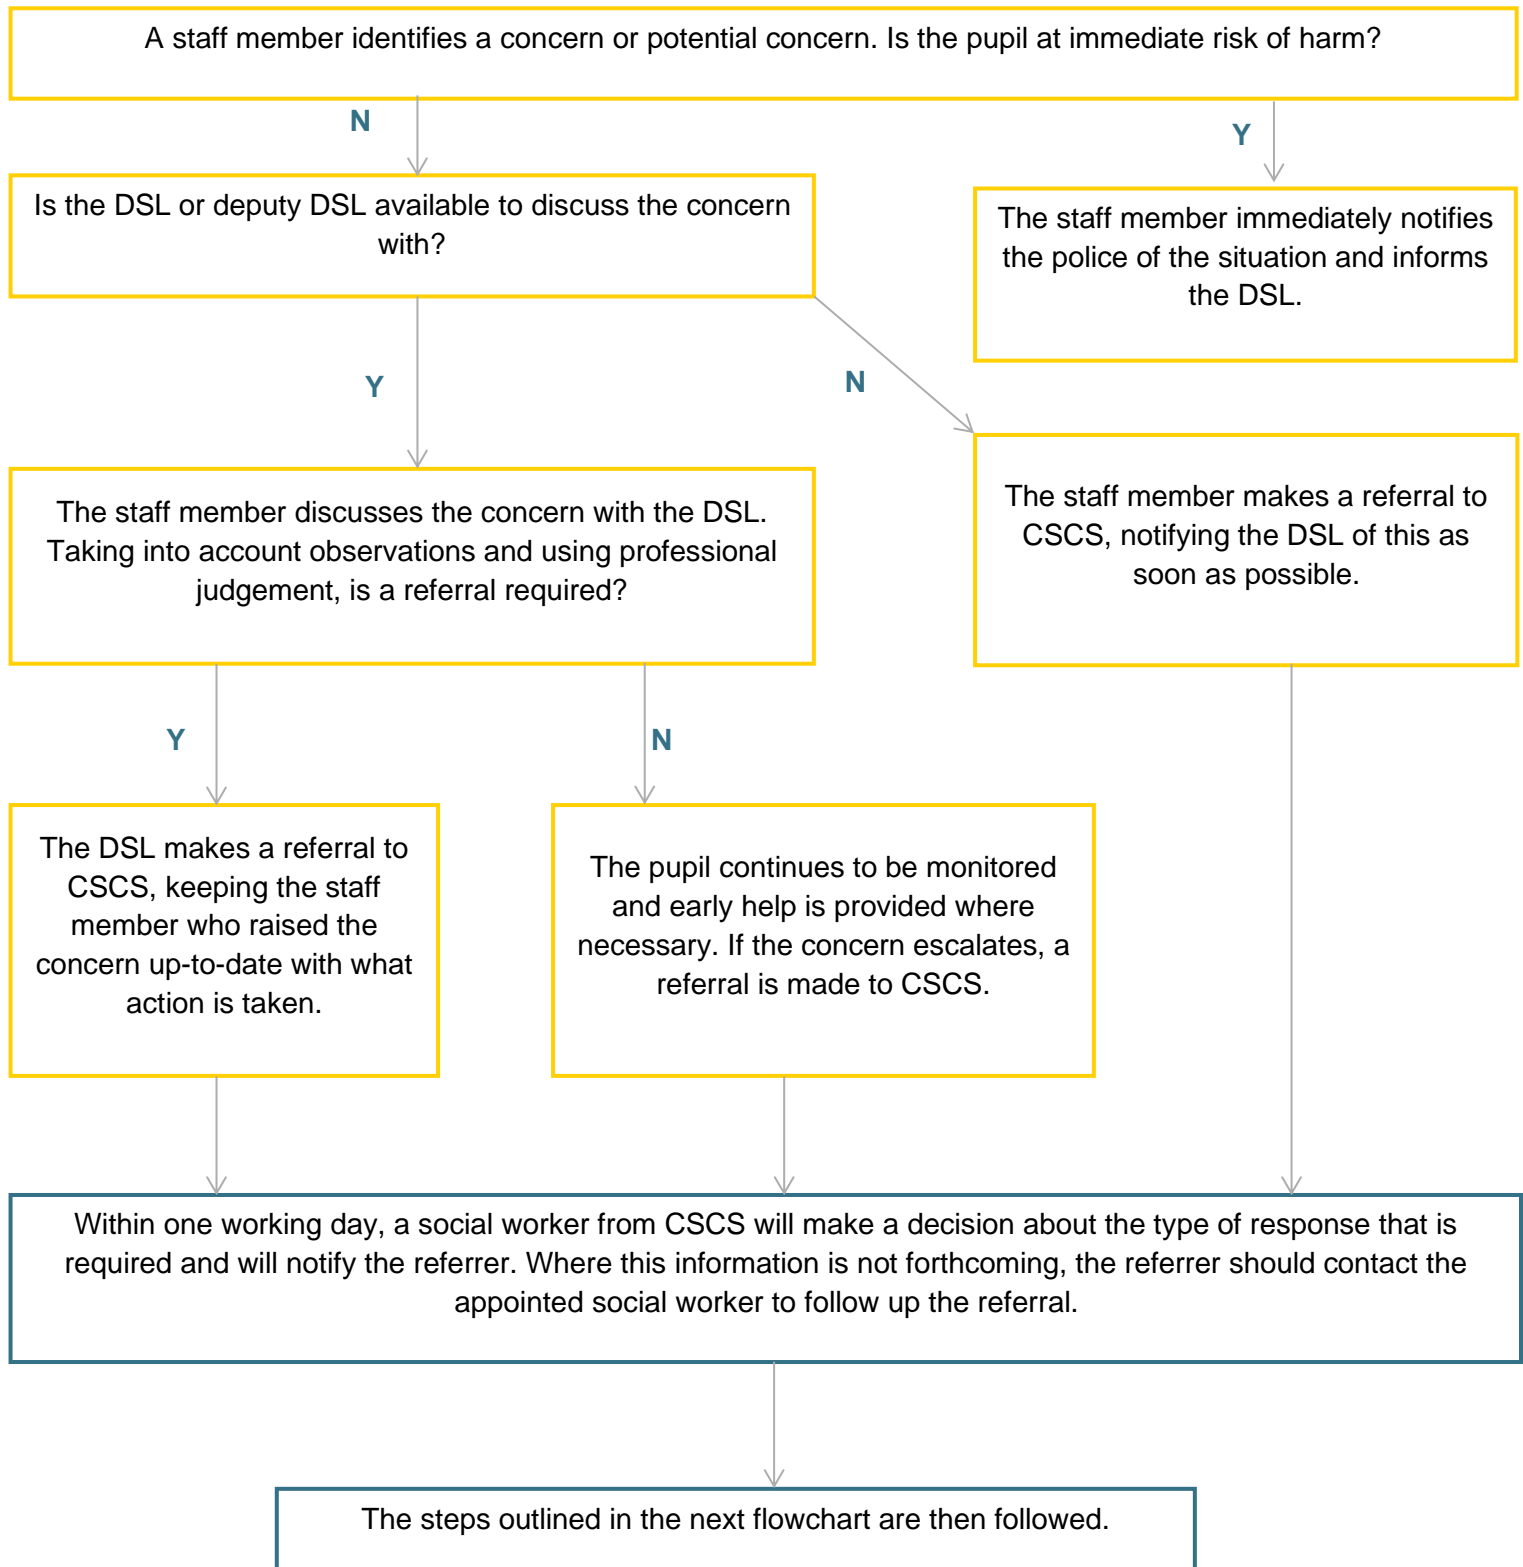 A staff member identifies a concern or potential concern. Is the pupil at immediate risk of harm?
N
Y
Is the DSL or deputy DSL available to discuss the concern
with?
The staff member immediately notifies
the police of the situation and informs
the DSL.
Y
N
The staff member discusses the concern with the DSL.
Taking into account observations and using professional
judgement, is a referral required?
The staff member makes a referral to
CSCS, notifying the DSL of this as
soon as possible.
Y
N
The DSL makes a referral to
CSCS, keeping the staff
member who raised the
concern up-to-date with what
action is taken.
The pupil continues to be monitored
and early help is provided where
necessary. If the concern escalates, a
referral is made to CSCS.
Within one working day, a social worker from CSCS will make a decision about the type of response that is
required and will notify the referrer. Where this information is not forthcoming, the referrer should contact the
appointed social worker to follow up the referral.
The steps outlined in the next flowchart are then followed.